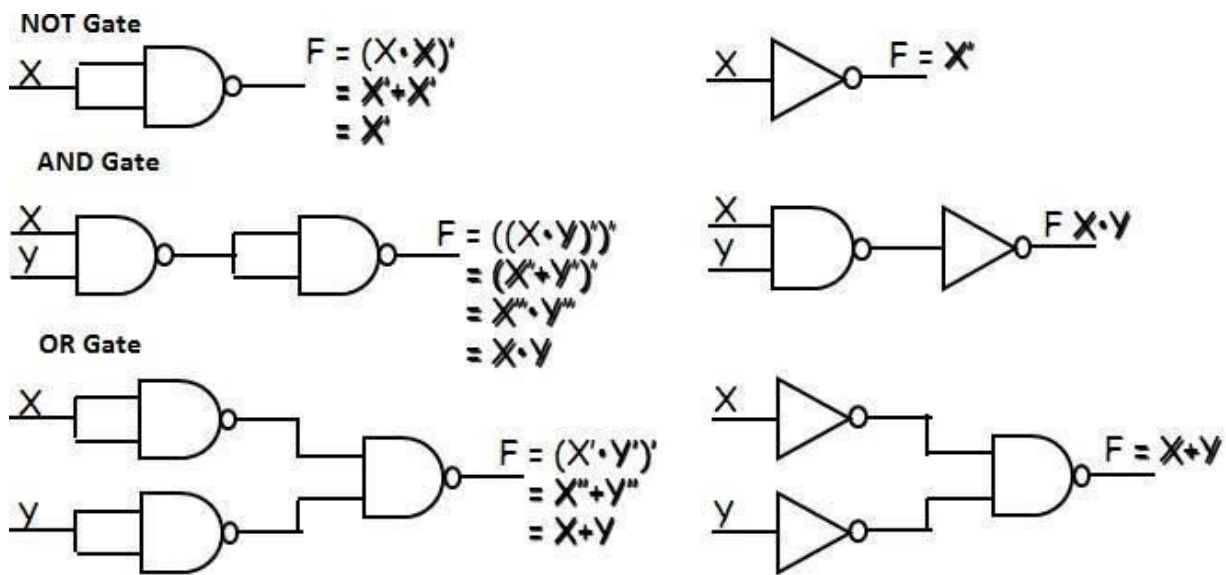 NOT Gate
X
F = (X·X)'
= X'+X'
= X'
X
F = X'
AND Gate
X
Y
F = ((X·Y)')'
= (X'+Y')'
= X''·Y''
= X·Y
X
Y
F X·Y
OR Gate
X
Y
F = (X'·Y')'
= X''+Y''
= X+Y
X
Y
F = X+Y